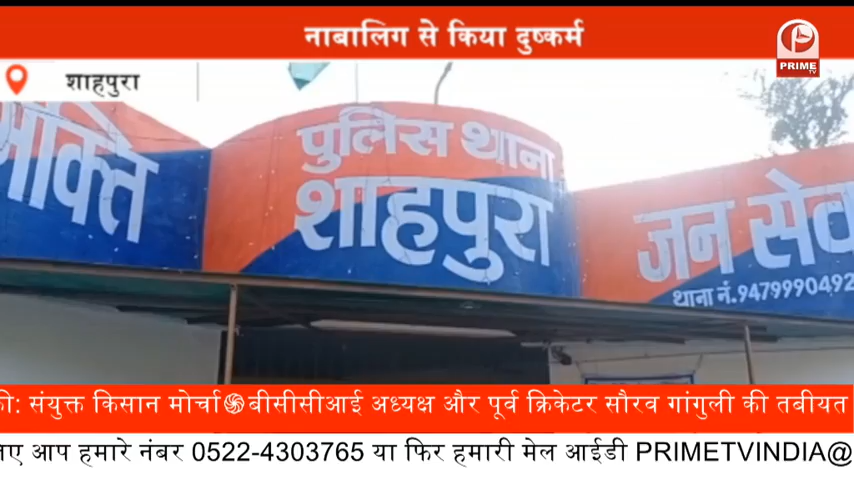 नाबालिग से किया दुष्कर्म
PRIME
TV
शाहपुरा
भक्ति
पुलिस थाना
शाहपुरा
जन सेव
थाना नं.9479990492
की: संयुक्त किसान मोर्चा बीसीसीआई अध्यक्ष और पूर्व क्रिकेटर सौरव गांगुली की तबीयत
लिए आप हमारे नंबर 0522-4303765 या फिर हमारी मेल आईडी PRIMETVINDIA@